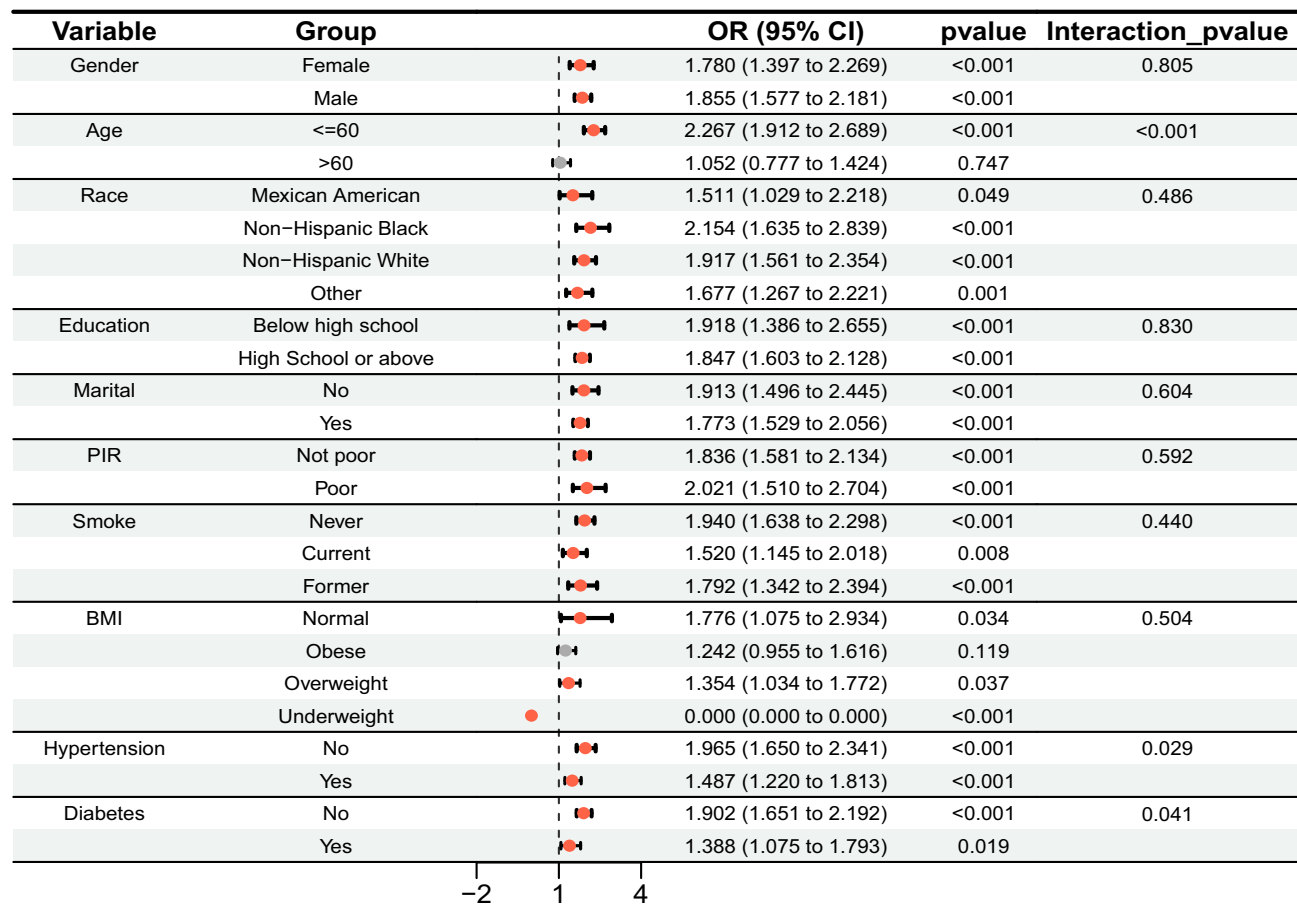 Variable Group OR (95% CI) pvalue Interaction_pvalue
Gender Female 1.780 (1.397 to 2.269) <0.001 0.805
Male 1.855 (1.577 to 2.181) <0.001
Age <=60 2.267 (1.912 to 2.689) <0.001 <0.001
>60 1.052 (0.777 to 1.424) 0.747
Race Mexican American 1.511 (1.029 to 2.218) 0.049 0.486
Non−Hispanic Black 2.154 (1.635 to 2.839) <0.001
Non−Hispanic White 1.917 (1.561 to 2.354) <0.001
Other 1.677 (1.267 to 2.221) 0.001
Education Below high school 1.918 (1.386 to 2.655) <0.001 0.830
High School or above 1.847 (1.603 to 2.128) <0.001
Marital No 1.913 (1.496 to 2.445) <0.001 0.604
Yes 1.773 (1.529 to 2.056) <0.001
PIR Not poor 1.836 (1.581 to 2.134) <0.001 0.592
Poor 2.021 (1.510 to 2.704) <0.001
Smoke Never 1.940 (1.638 to 2.298) <0.001 0.440
Current 1.520 (1.145 to 2.018) 0.008
Former 1.792 (1.342 to 2.394) <0.001
BMI Normal 1.776 (1.075 to 2.934) 0.034 0.504
Obese 1.242 (0.955 to 1.616) 0.119
Overweight 1.354 (1.034 to 1.772) 0.037
Underweight 0.000 (0.000 to 0.000) <0.001
Hypertension No 1.965 (1.650 to 2.341) <0.001 0.029
Yes 1.487 (1.220 to 1.813) <0.001
Diabetes No 1.902 (1.651 to 2.192) <0.001 0.041
Yes 1.388 (1.075 to 1.793) 0.019
−2 1 4